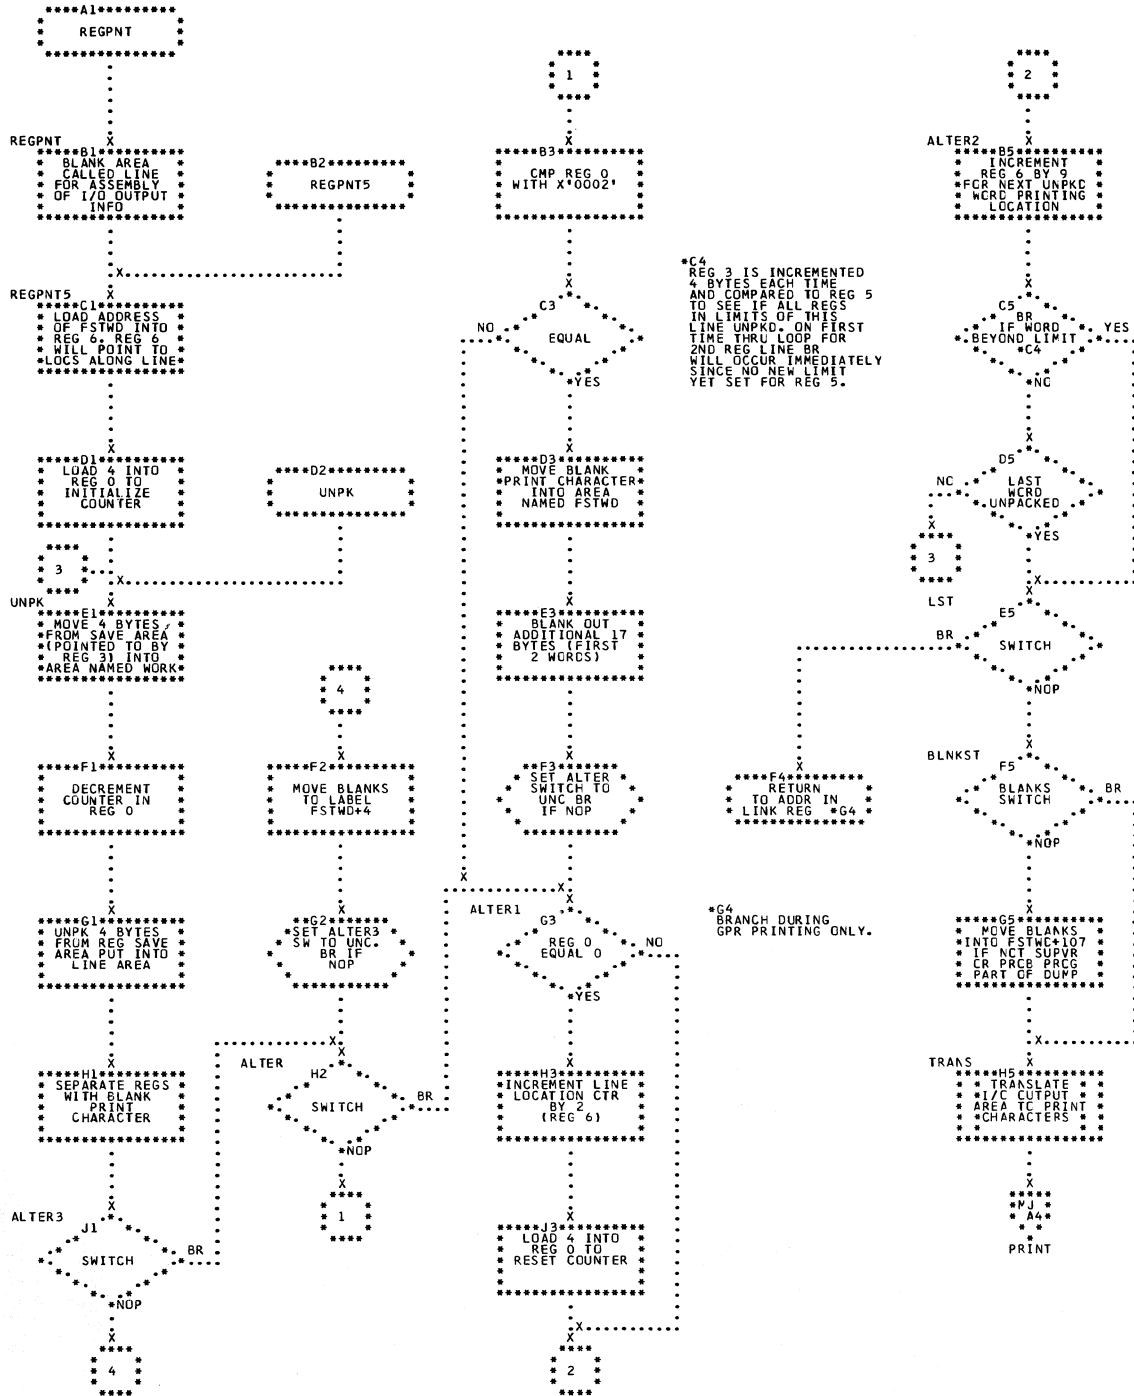 A1
REGPNT
REGPNT
B1
BLANK AREA
CALLED LINE
FOR ASSEMBLY
OF I/O OUTPUT
INFO
B2
REGPNT5
REGPNT5
C1
LOAD ADDRESS
OF FSTWD INTO
REG 6. REG 6
WILL POINT TO
LOCS ALONG LINE
D1
LOAD 4 INTO
REG 0 TO
INITIALIZE
COUNTER
D2
UNPK
3
UNPK
E1
MOVE 4 BYTES
FROM SAVE AREA
(POINTED TO BY
REG 3) INTO
AREA NAMED WORK
F1
DECREMENT
COUNTER IN
REG 0
G1
UNPK 4 BYTES
FROM REG SAVE
AREA PUT INTO
LINE AREA
H1
SEPARATE REGS
WITH BLANK
PRINT
CHARACTER
ALTER3
J1
SWITCH
BR
NOP
4
4
F2
MOVE BLANKS
TO LABEL
FSTWD+4
G2
SET ALTER3
SW TO UNC.
BR IF
NOP
ALTER
H2
SWITCH
BR
NOP
1
1
B3
CMP REG 0
WITH X'0002'
C3
NO
EQUAL
YES
D3
MOVE BLANK
PRINT CHARACTER
INTO AREA
NAMED FSTWD
E3
BLANK OUT
ADDITIONAL 17
BYTES (FIRST
2 WORDS)
F3
SET ALTER
SWITCH TO
UNC BR
IF NOP
ALTER1
G3
REG 0
EQUAL 0
NO
YES
H3
INCREMENT LINE
LOCATION CTR
BY 2
(REG 6)
J3
LOAD 4 INTO
REG 0 TO
RESET COUNTER
2
*C4
REG 3 IS INCREMENTED
4 BYTES EACH TIME
AND COMPARED TO REG 5
TO SEE IF ALL REGS
IN LIMITS OF THIS
LINE UNPKD. ON FIRST
TIME THRU LOOP FOR
2ND REG LINE BR
WILL OCCUR IMMEDIATELY
SINCE NO NEW LIMIT
YET SET FOR REG 5.
F4
RETURN
TO ADDR IN
LINK REG *G4
*G4
BRANCH DURING
GPR PRINTING ONLY.
2
ALTER2
B5
INCREMENT
REG 6 BY 9
FOR NEXT UNPKD
WCRD PRINTING
LOCATION
C5
BR
IF WORD
BEYOND LIMIT
*C4
YES
NC
D5
NC
LAST
WCRD
UNPACKED
YES
3
LST
E5
BR
SWITCH
NOP
BLNKST
F5
BLANKS
SWITCH
BR
NOP
G5
MOVE BLANKS
INTO FSTWC+107
IF NCT SUPVR
CR PRCB PRCG
PART OF DUMP
TRANS
H5
TRANSLATE
I/C CUTPUT
AREA TC PRINT
CHARACTERS
MJ
A4
PRINT